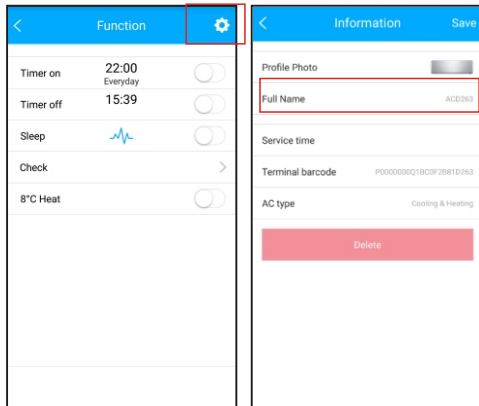 Function
Timer on 22:00
Everyday
Timer off 15:39
Sleep
Check
8°C Heat
Information Save
Profile Photo
Full Name ACD263
Service time
Terminal barcode P0000000Q1BC0F2B81D263
AC type Cooling & Heating
Delete